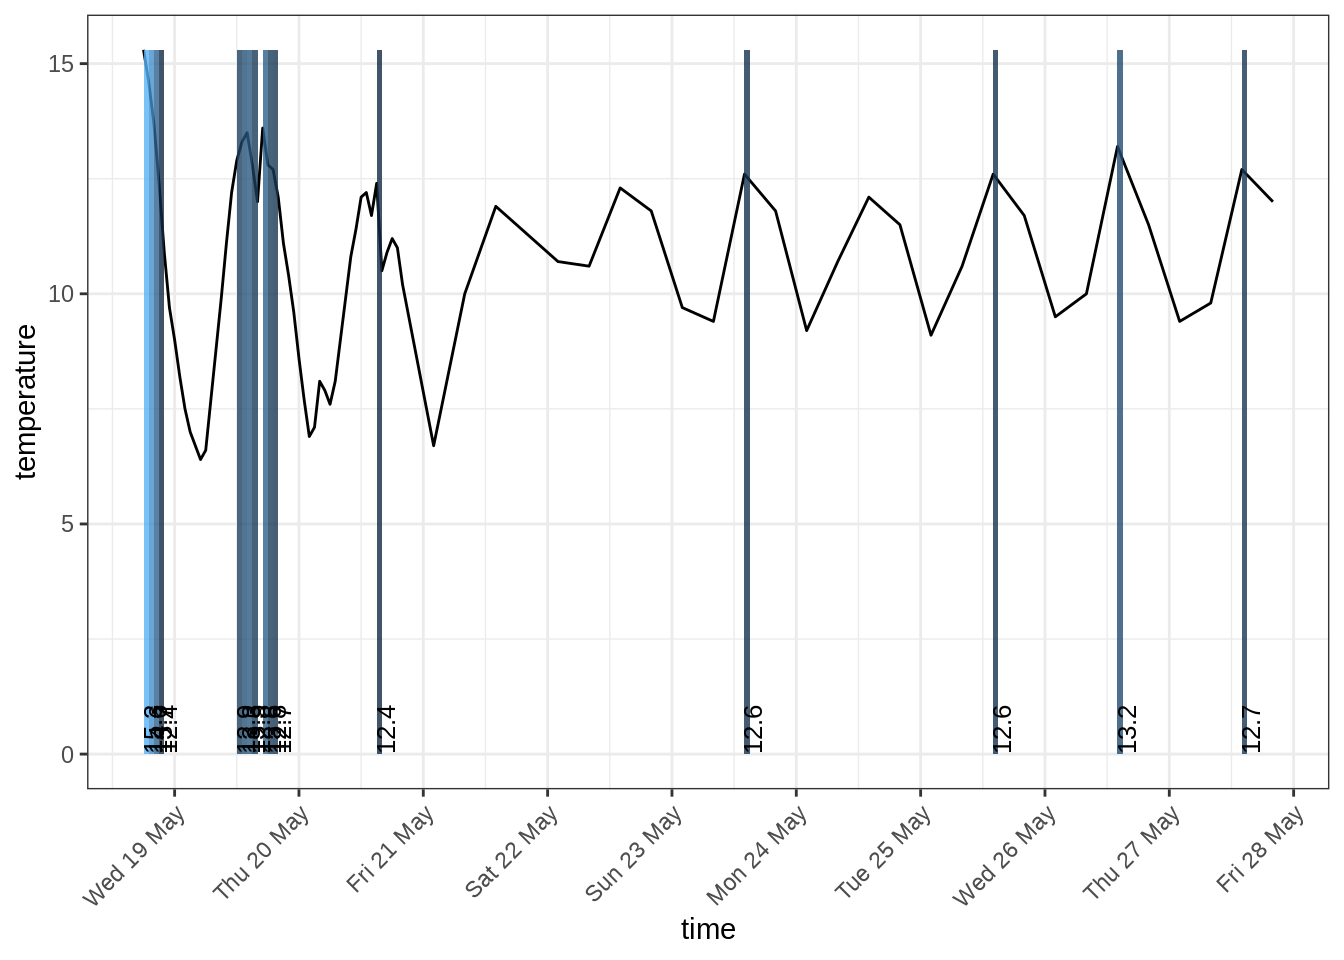 15
10
5
0
temperature
12.4
12.6
12.6
13.2
12.7
Wed 19 May
Thu 20 May
Fri 21 May
Sat 22 May
Sun 23 May
Mon 24 May
Tue 25 May
Wed 26 May
Thu 27 May
Fri 28 May
time